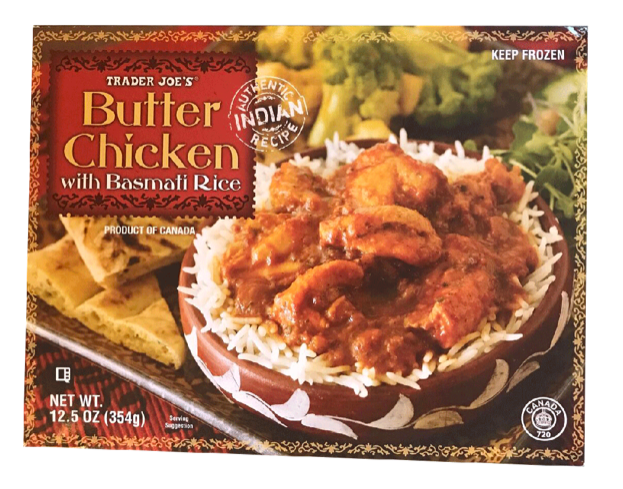 KEEP FROZEN
TRADER JOE'S®
Butter
Chicken
with Basmati Rice
AUTHENTIC
INDIAN
RECIPE
PRODUCT OF CANADA
NET WT.
12.5 OZ (354g)
Serving
Suggestion
CANADA
720